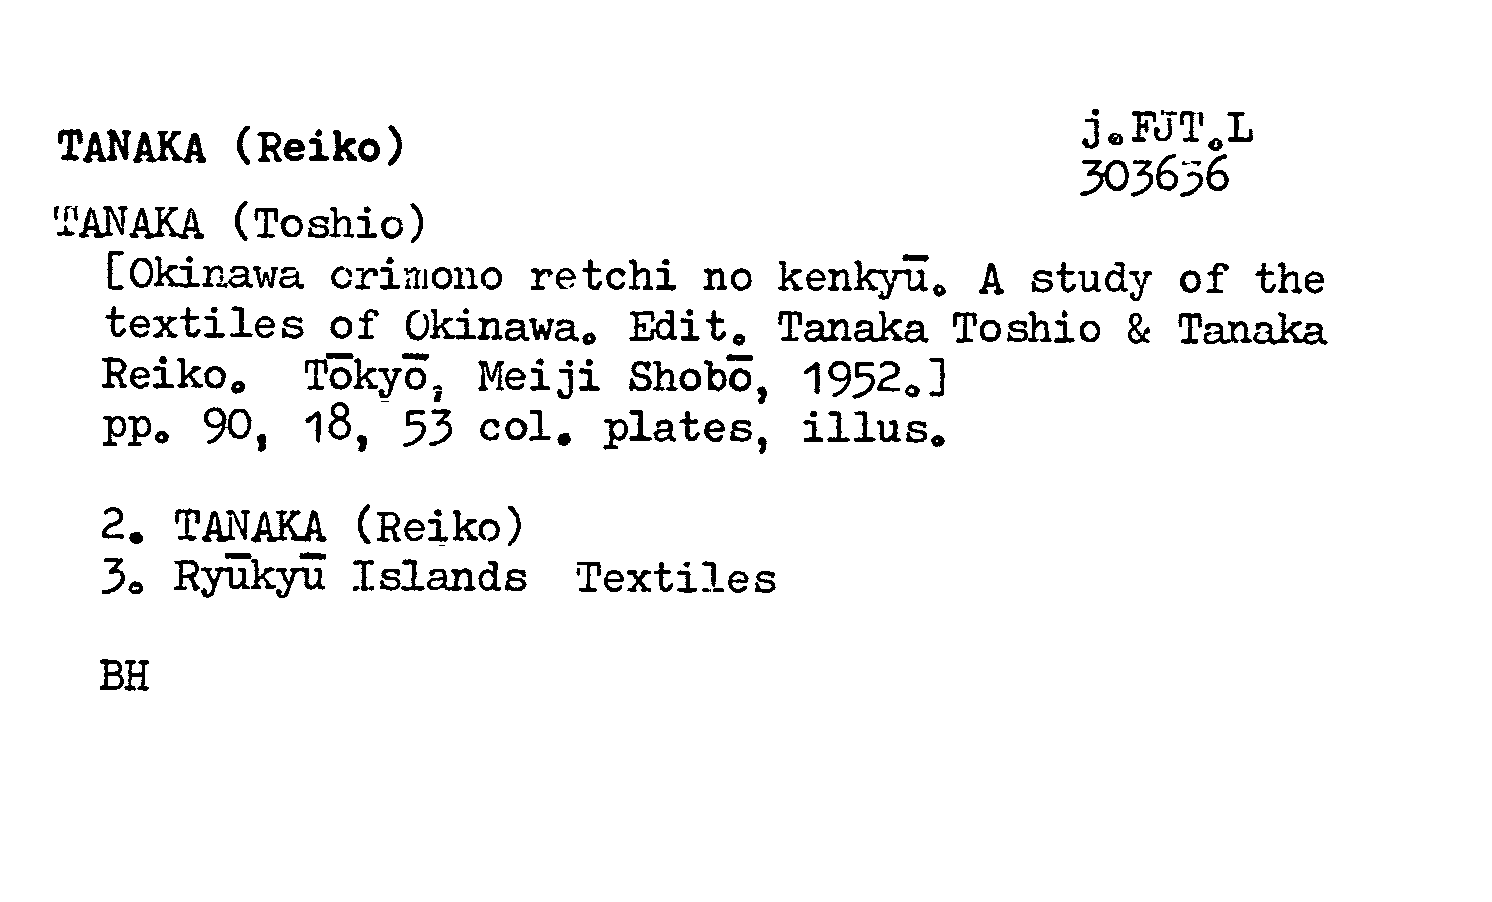 TANAKA (Reiko)
j.FJT.L
303636
TANAKA (Toshio)
[Okinawa orimono retchi no kenkyū. A study of the
textiles of Okinawa. Edit. Tanaka Toshio & Tanaka
Reiko. Tōkyō, Meiji Shobō, 1952.]
pp. 90, 18, 53 col. plates, illus.
2. TANAKA (Reiko)
3. Ryūkyū Islands Textiles
BH